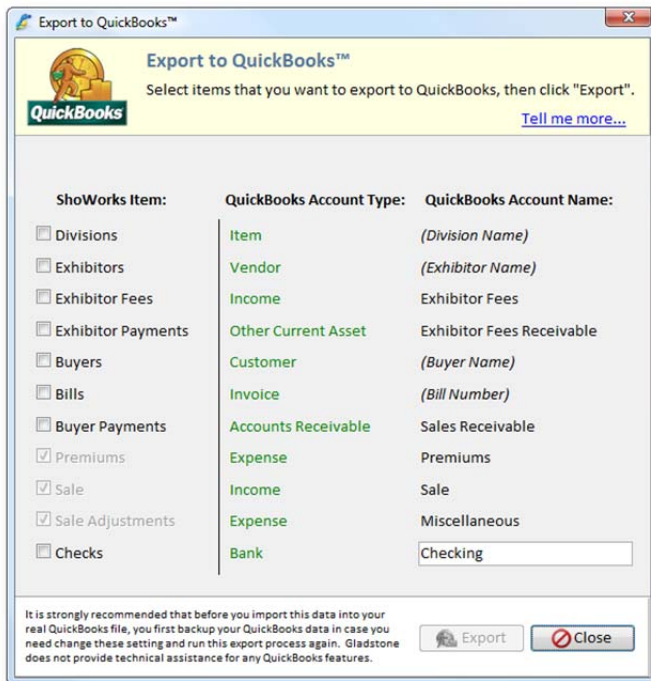 Export to QuickBooks™
Export to QuickBooks™
Select items that you want to export to QuickBooks, then click "Export".
QuickBooks
Tell me more...
ShoWorks Item: QuickBooks Account Type: QuickBooks Account Name:
Divisions Item (Division Name)
Exhibitors Vendor (Exhibitor Name)
Exhibitor Fees Income Exhibitor Fees
Exhibitor Payments Other Current Asset Exhibitor Fees Receivable
Buyers Customer (Buyer Name)
Bills Invoice (Bill Number)
Buyer Payments Accounts Receivable Sales Receivable
Premiums Expense Premiums
Sale Income Sale
Sale Adjustments Expense Miscellaneous
Checks Bank Checking
It is strongly recommended that before you import this data into your
real QuickBooks file, you first backup your QuickBooks data in case you
need change these setting and run this export process again. Gladstone
does not provide technical assistance for any QuickBooks features.
Export Close